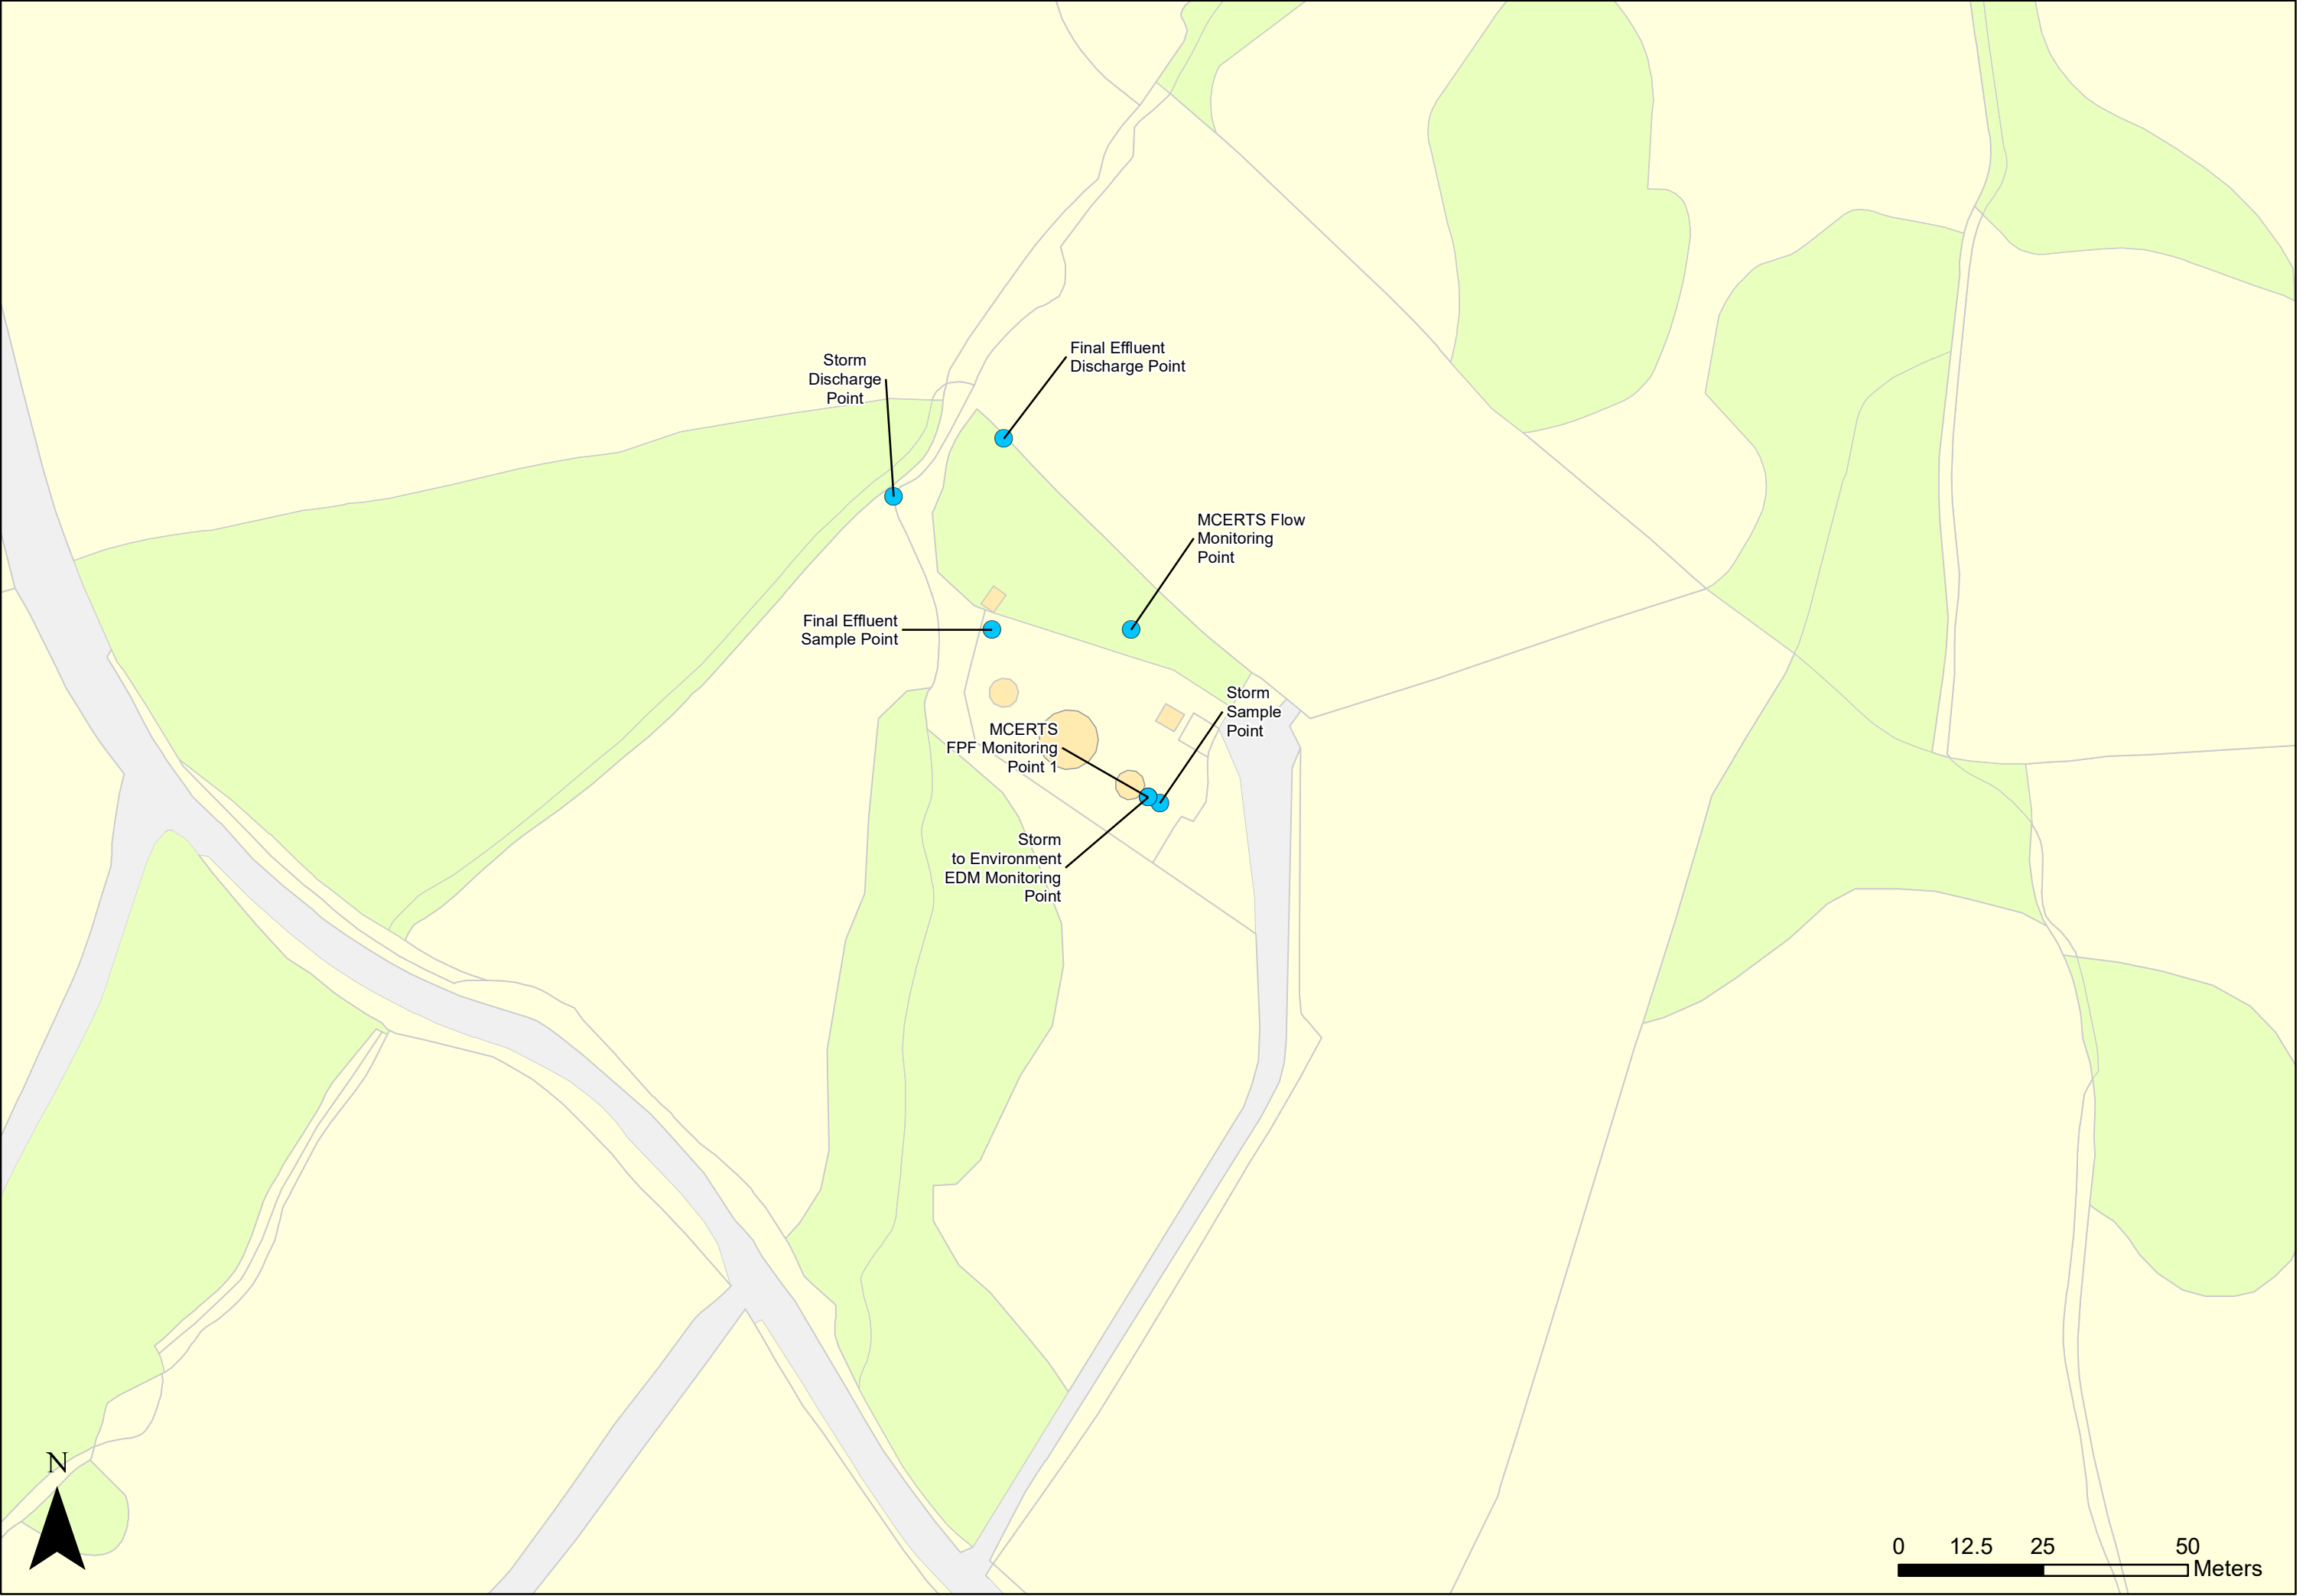 Storm
Discharge
Point
Final Effluent
Discharge Point
MCERTS Flow
Monitoring
Point
Final Effluent
Sample Point
Storm
Sample
Point
MCERTS
FPF Monitoring
Point 1
Storm
to Environment
EDM Monitoring
Point
N
0 12.5 25 50
Meters